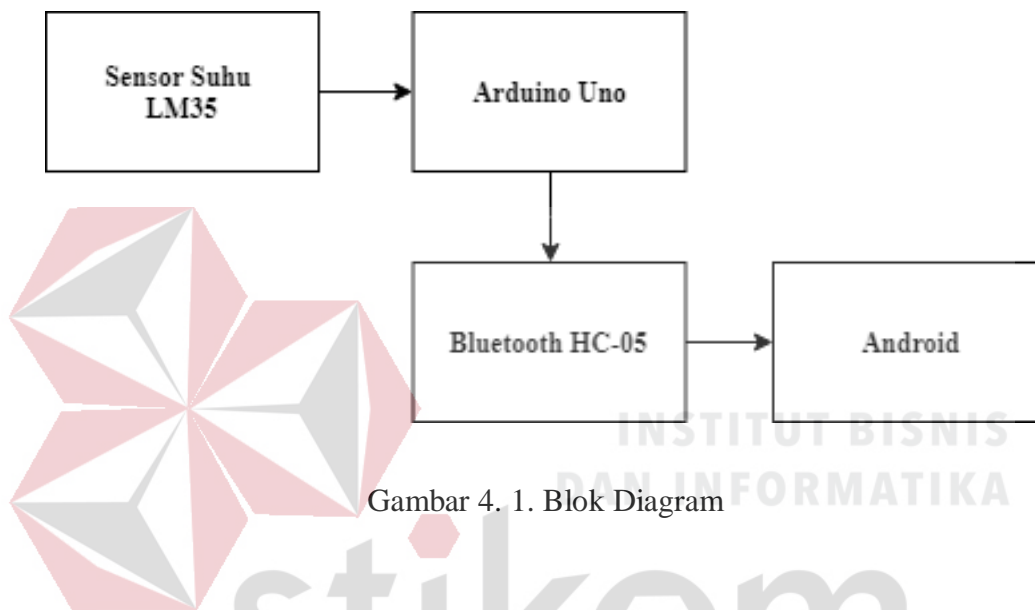 Sensor Suhu
LM35
Arduino Uno
Bluetooth HC-05
Android
INSTITUT BISNIS
DAN INFORMATIKA
Gambar 4. 1. Blok Diagram
stikom